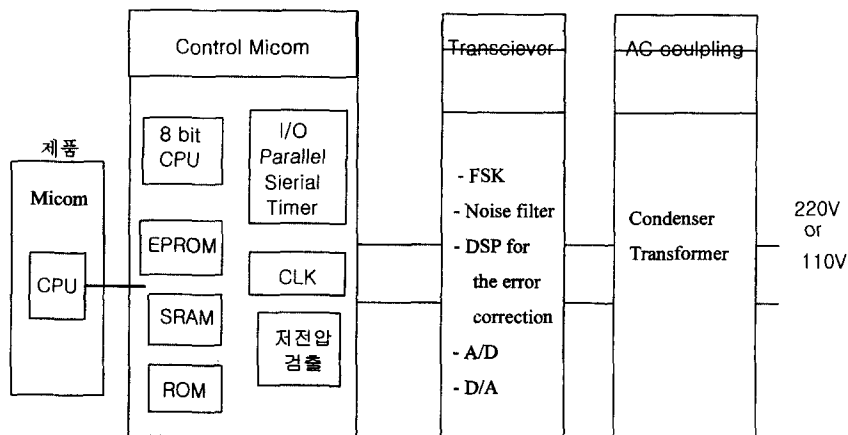 제품
Micom
CPU
Control Micom
8 bit
CPU
I/O
Parallel
Sierial
Timer
EPROM
CLK
SRAM
저전압
검출
ROM
Transciever
- FSK
- Noise filter
- DSP for
the error
correction
- A/D
- D/A
AC coulpling
Condenser
Transformer
220V
or
110V